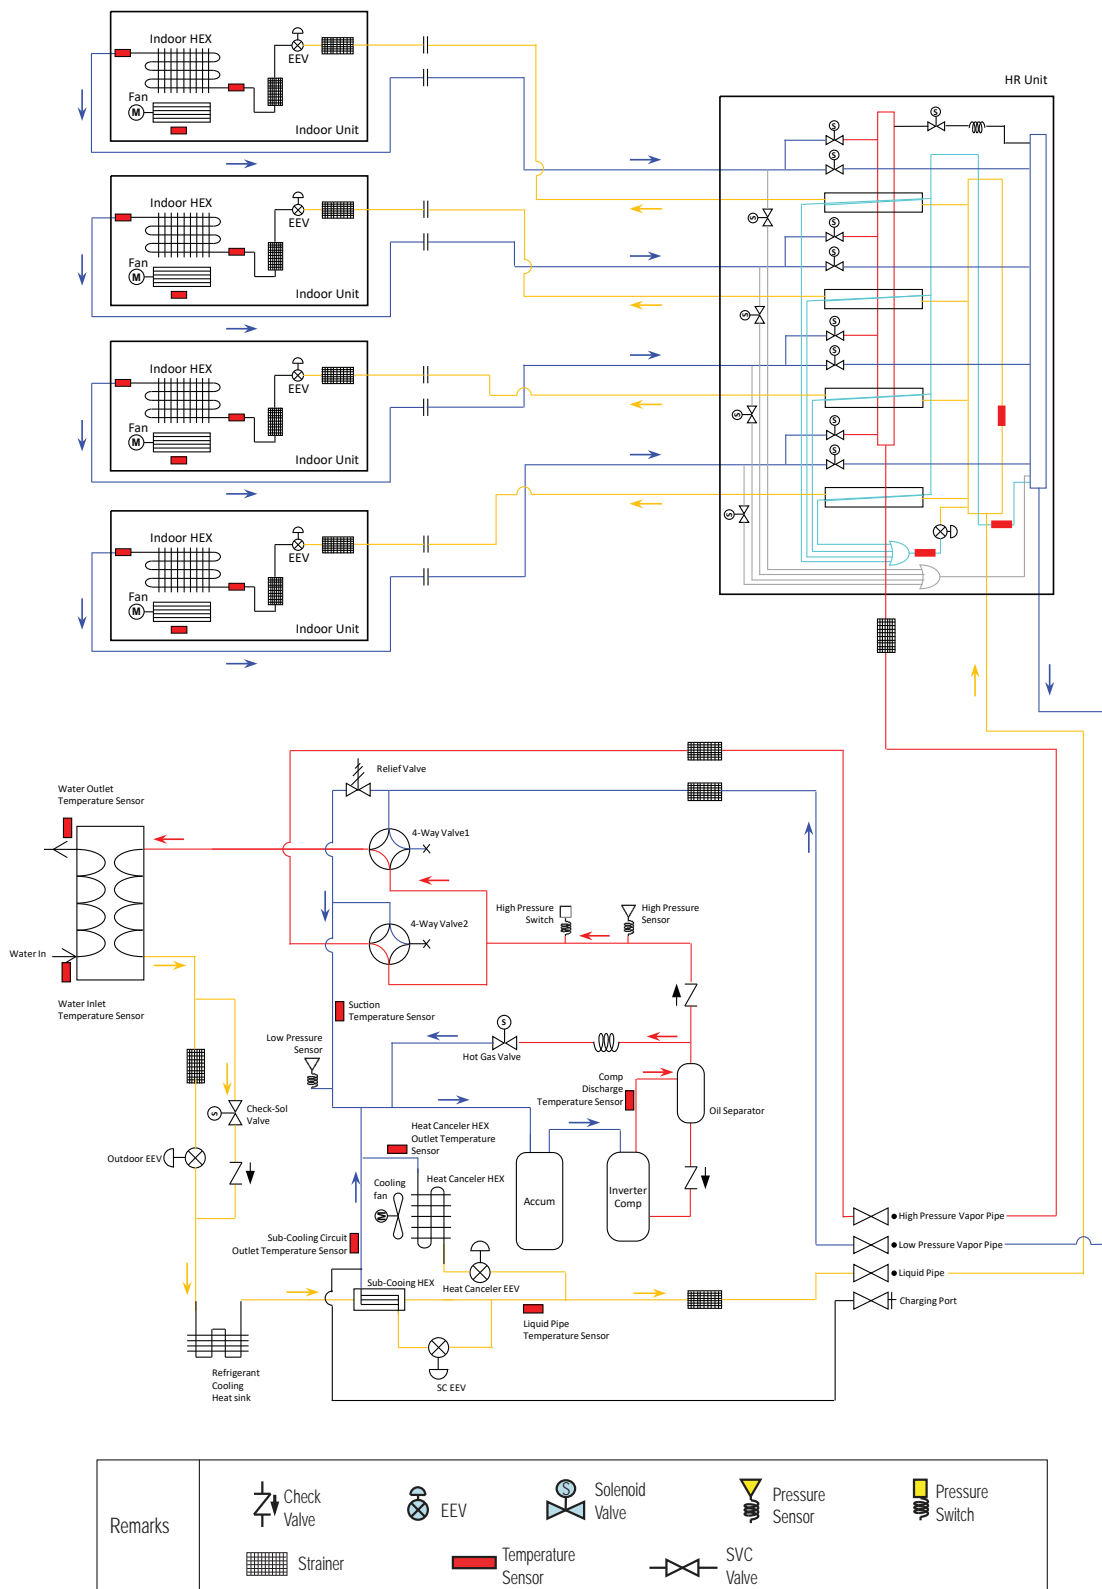 Indoor HEX
EEV
Fan
M
Indoor Unit
HR Unit
S
S
S
Indoor HEX
EEV
Fan
M
Indoor Unit
S
S
S
Indoor HEX
EEV
Fan
M
Indoor Unit
S
S
S
Indoor HEX
EEV
Fan
M
Indoor Unit
S
S
S
S
Relief Valve
Water Outlet
Temperature Sensor
4-Way Valve1
High Pressure
Switch
High Pressure
Sensor
4-Way Valve2
Water In
Water Inlet
Temperature Sensor
Suction
Temperature Sensor
Low Pressure
Sensor
S
Hot Gas Valve
Comp
Discharge
Temperature Sensor
Oil Separator
S
Check-Sol
Valve
Heat Canceler HEX
Outlet Temperature
Sensor
Outdoor EEV
Cooling
fan
M
Heat Canceler HEX
Accum
Inverter
Comp
High Pressure Vapor Pipe
Sub-Cooling Circuit
Outlet Temperature Sensor
Low Pressure Vapor Pipe
Liquid Pipe
Sub-Cooing HEX
Heat Canceler EEV
Charging Port
Liquid Pipe
Temperature Sensor
Refrigerant
Cooling
Heat sink
SC EEV
Remarks
Check
Valve
EEV
S
Solenoid
Valve
Pressure
Sensor
Pressure
Switch
Strainer
Temperature
Sensor
SVC
Valve